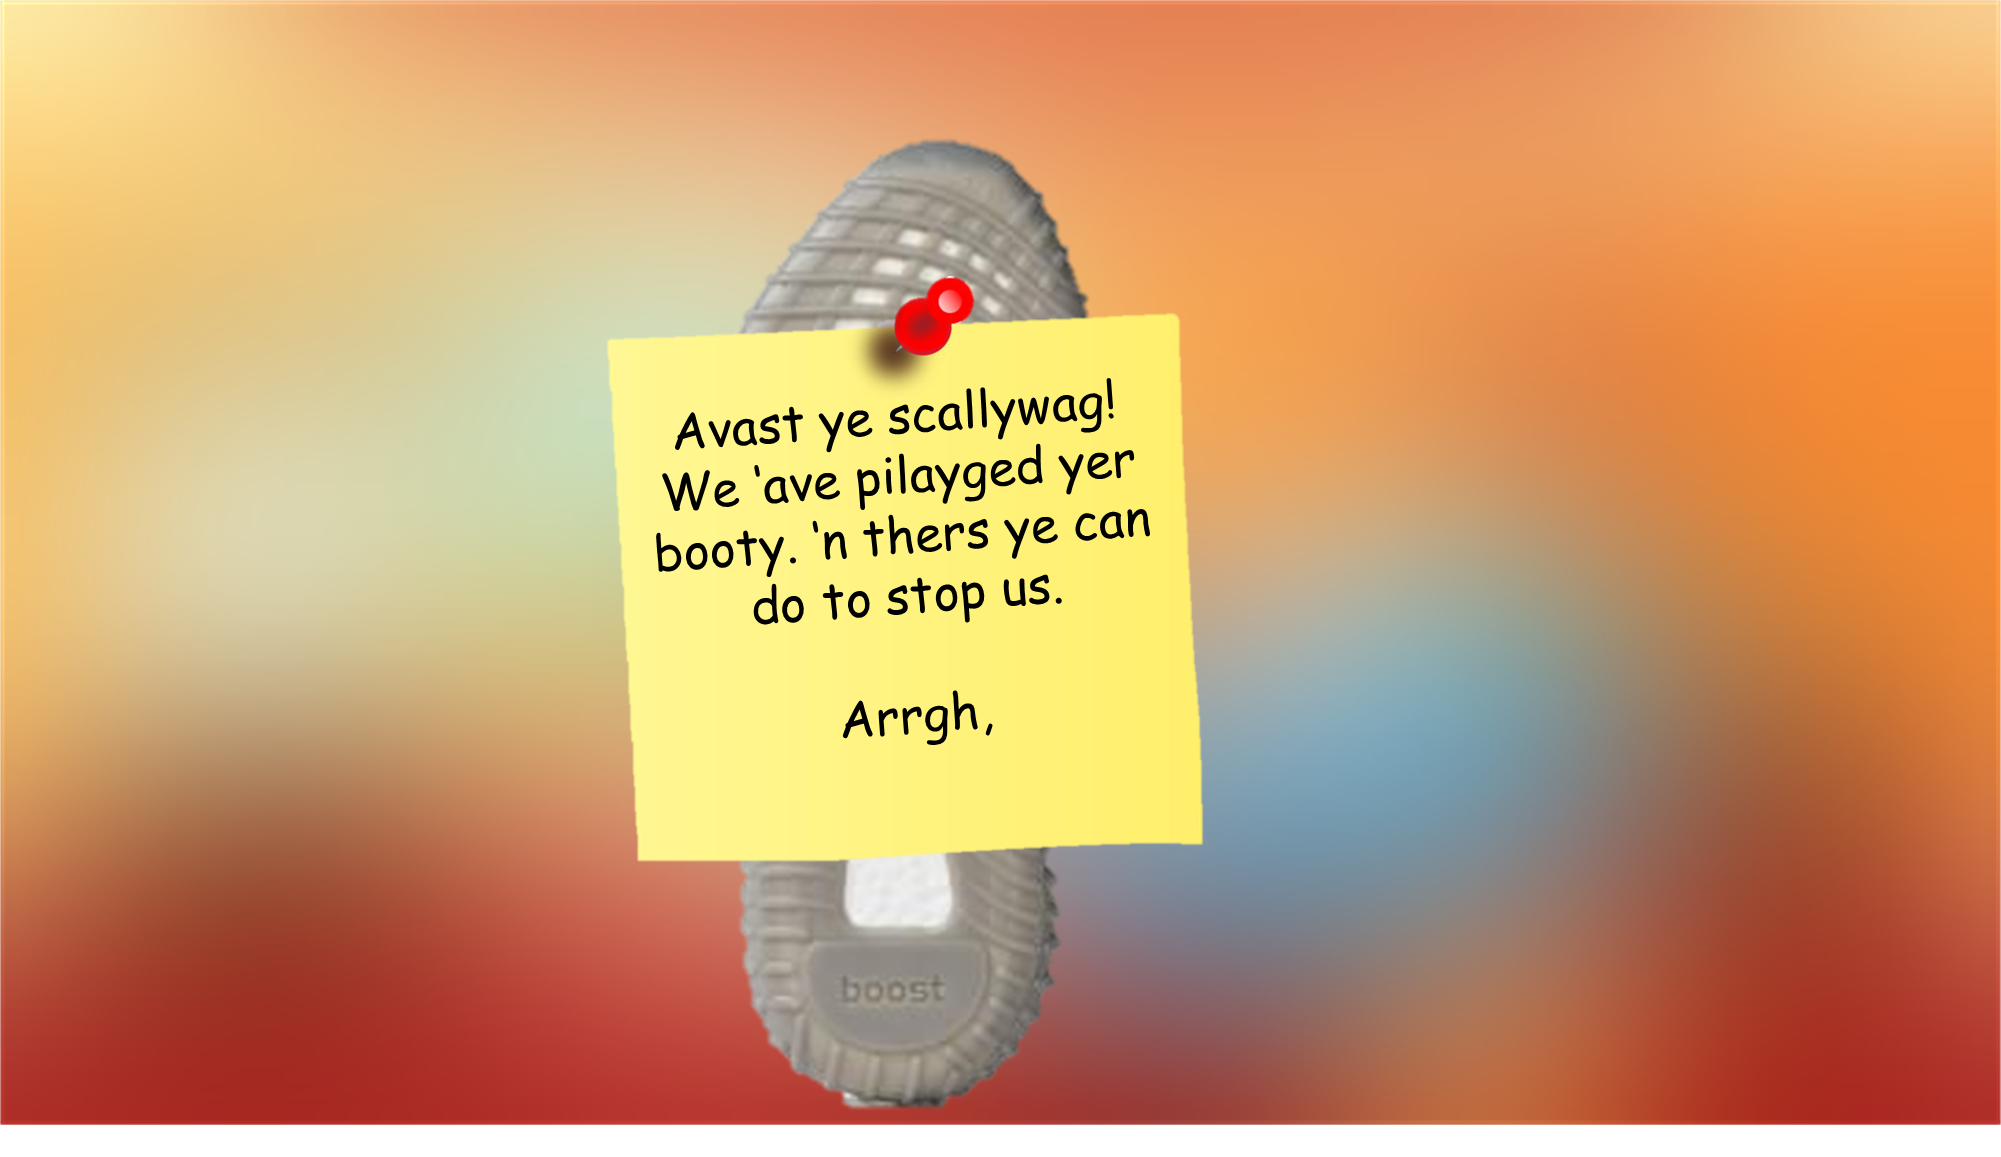 Avast ye scallywag!
We 'ave pilayged yer
booty. 'n thers ye can
do to stop us.
Arrgh,
boost